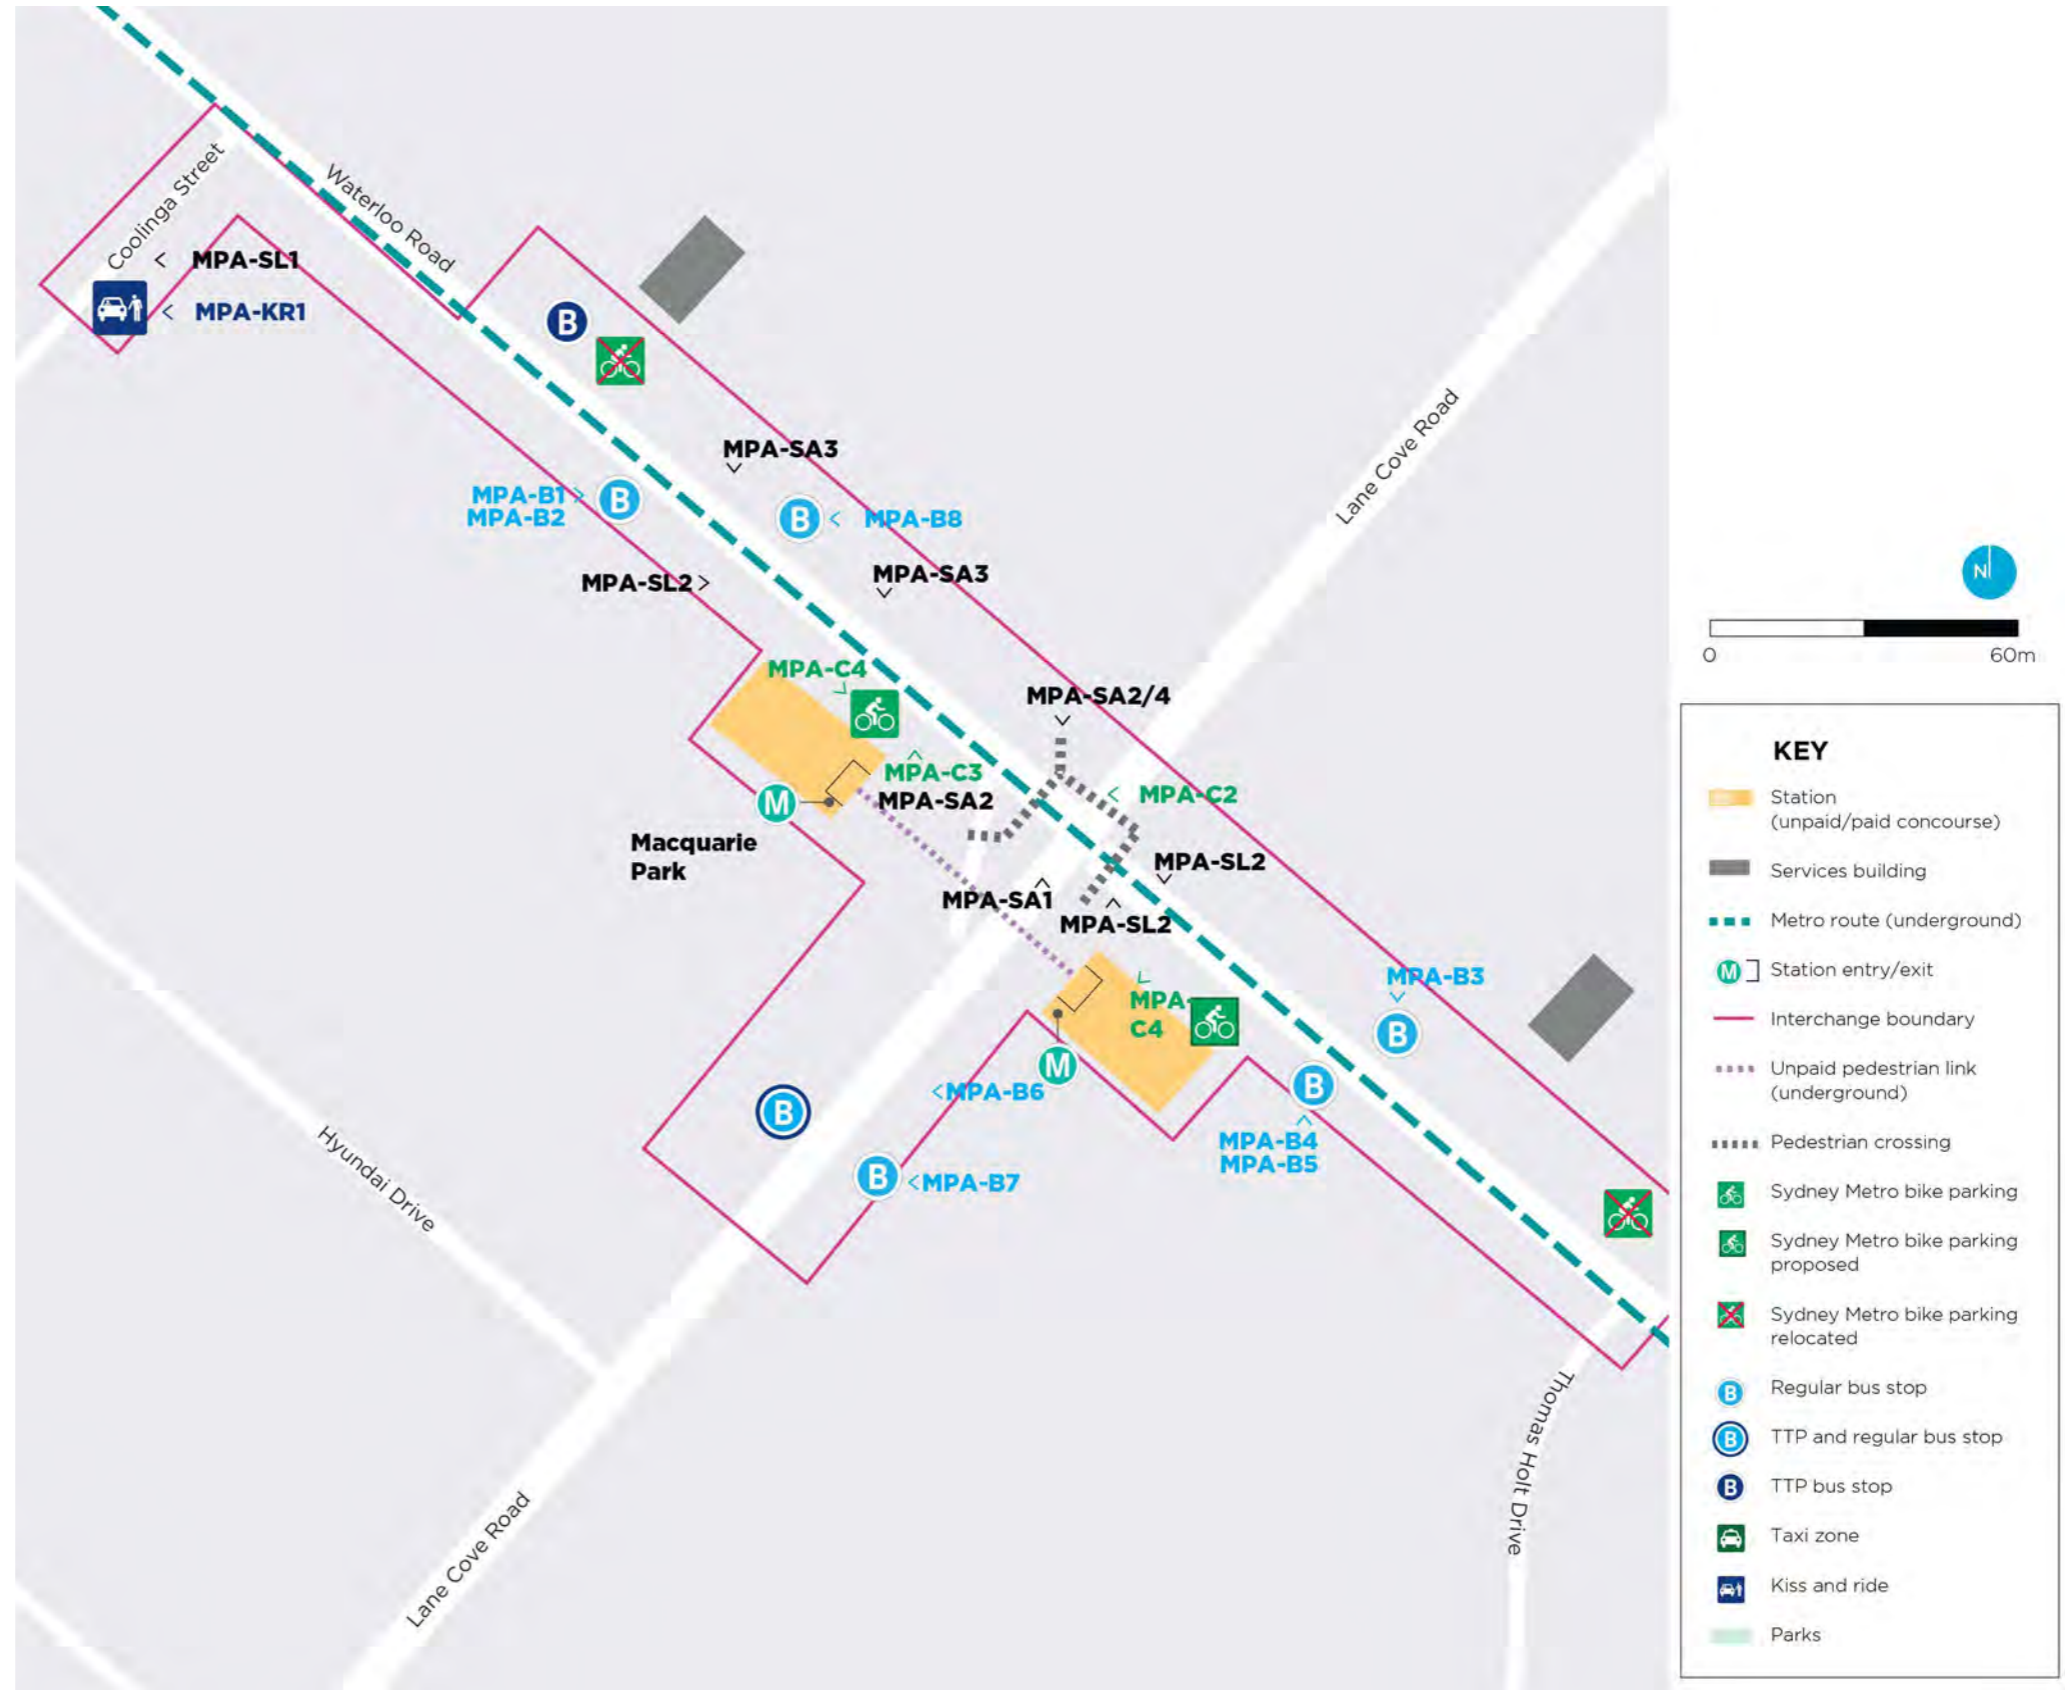 Coolinga Street
Waterloo Road
MPA-SL1
MPA-KR1
B
MPA-SA3
MPA-B1
MPA-B2
B
B
MPA-B8
Lane Cove Road
MPA-SL2
MPA-SA3
N
0
60m
MPA-C4
MPA-SA2/4
MPA-C3
MPA-SA2
M
MPA-C2
Macquarie
Park
MPA-SL2
MPA-SA1
MPA-SL2
MPA-B3
MPA-
C4
B
M
B
MPA-B6
B
MPA-B4
MPA-B5
B
MPA-B7
Hyundai Drive
Thomas Holt Drive
Lane Cove Road
KEY
Station
(unpaid/paid concourse)
Services building
Metro route (underground)
M
Station entry/exit
Interchange boundary
Unpaid pedestrian link
(underground)
Pedestrian crossing
Sydney Metro bike parking
Sydney Metro bike parking
proposed
Sydney Metro bike parking
relocated
B
Regular bus stop
B
TTP and regular bus stop
B
TTP bus stop
Taxi zone
Kiss and ride
Parks